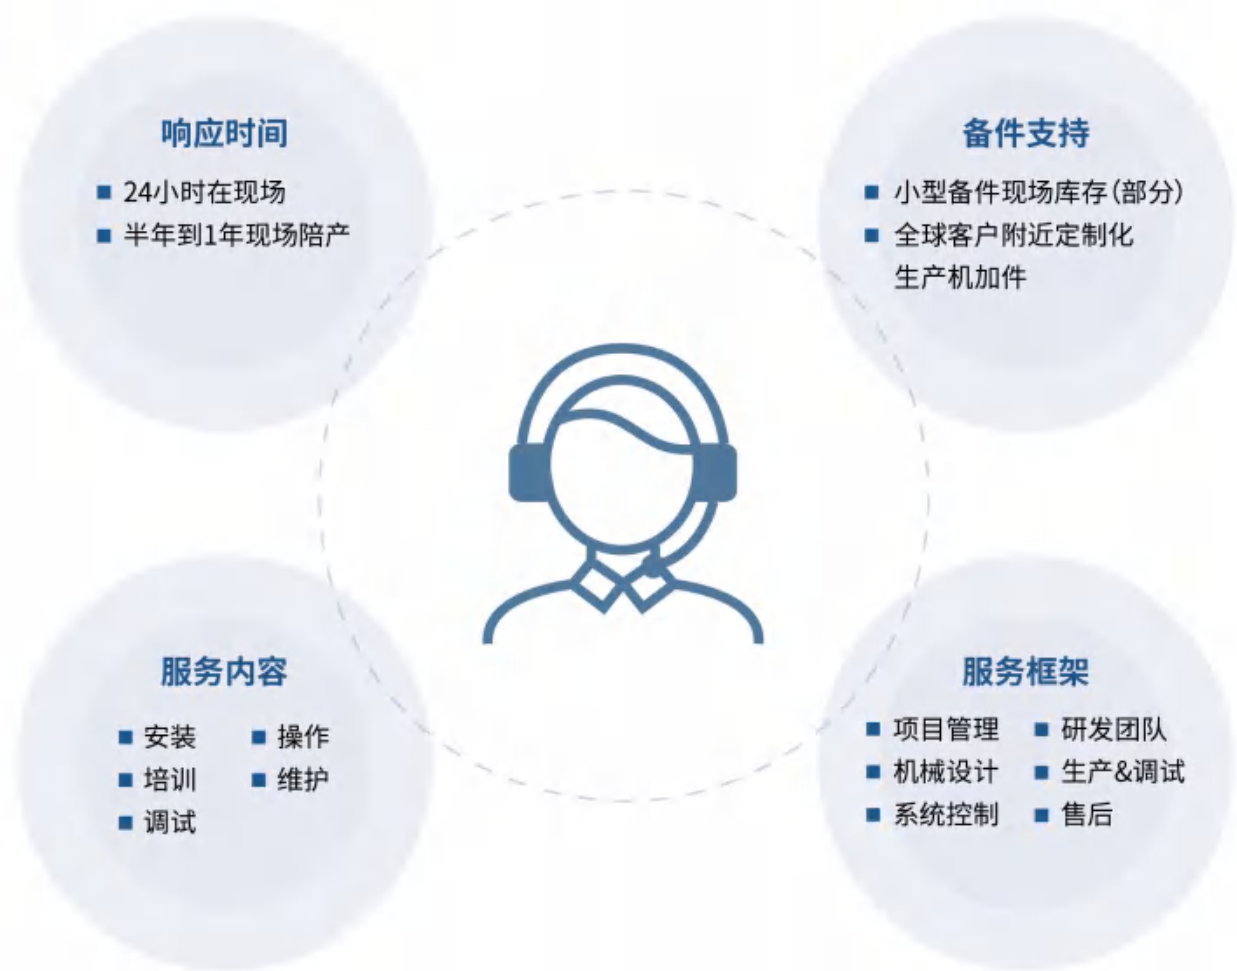 响应时间
24小时在现场
半年到1年现场陪产
备件支持
小型备件现场库存(部分)
全球客户附近定制化
生产机加件
服务内容
安装
操作
培训
维护
调试
服务框架
项目管理
研发团队
机械设计
生产&调试
系统控制
售后